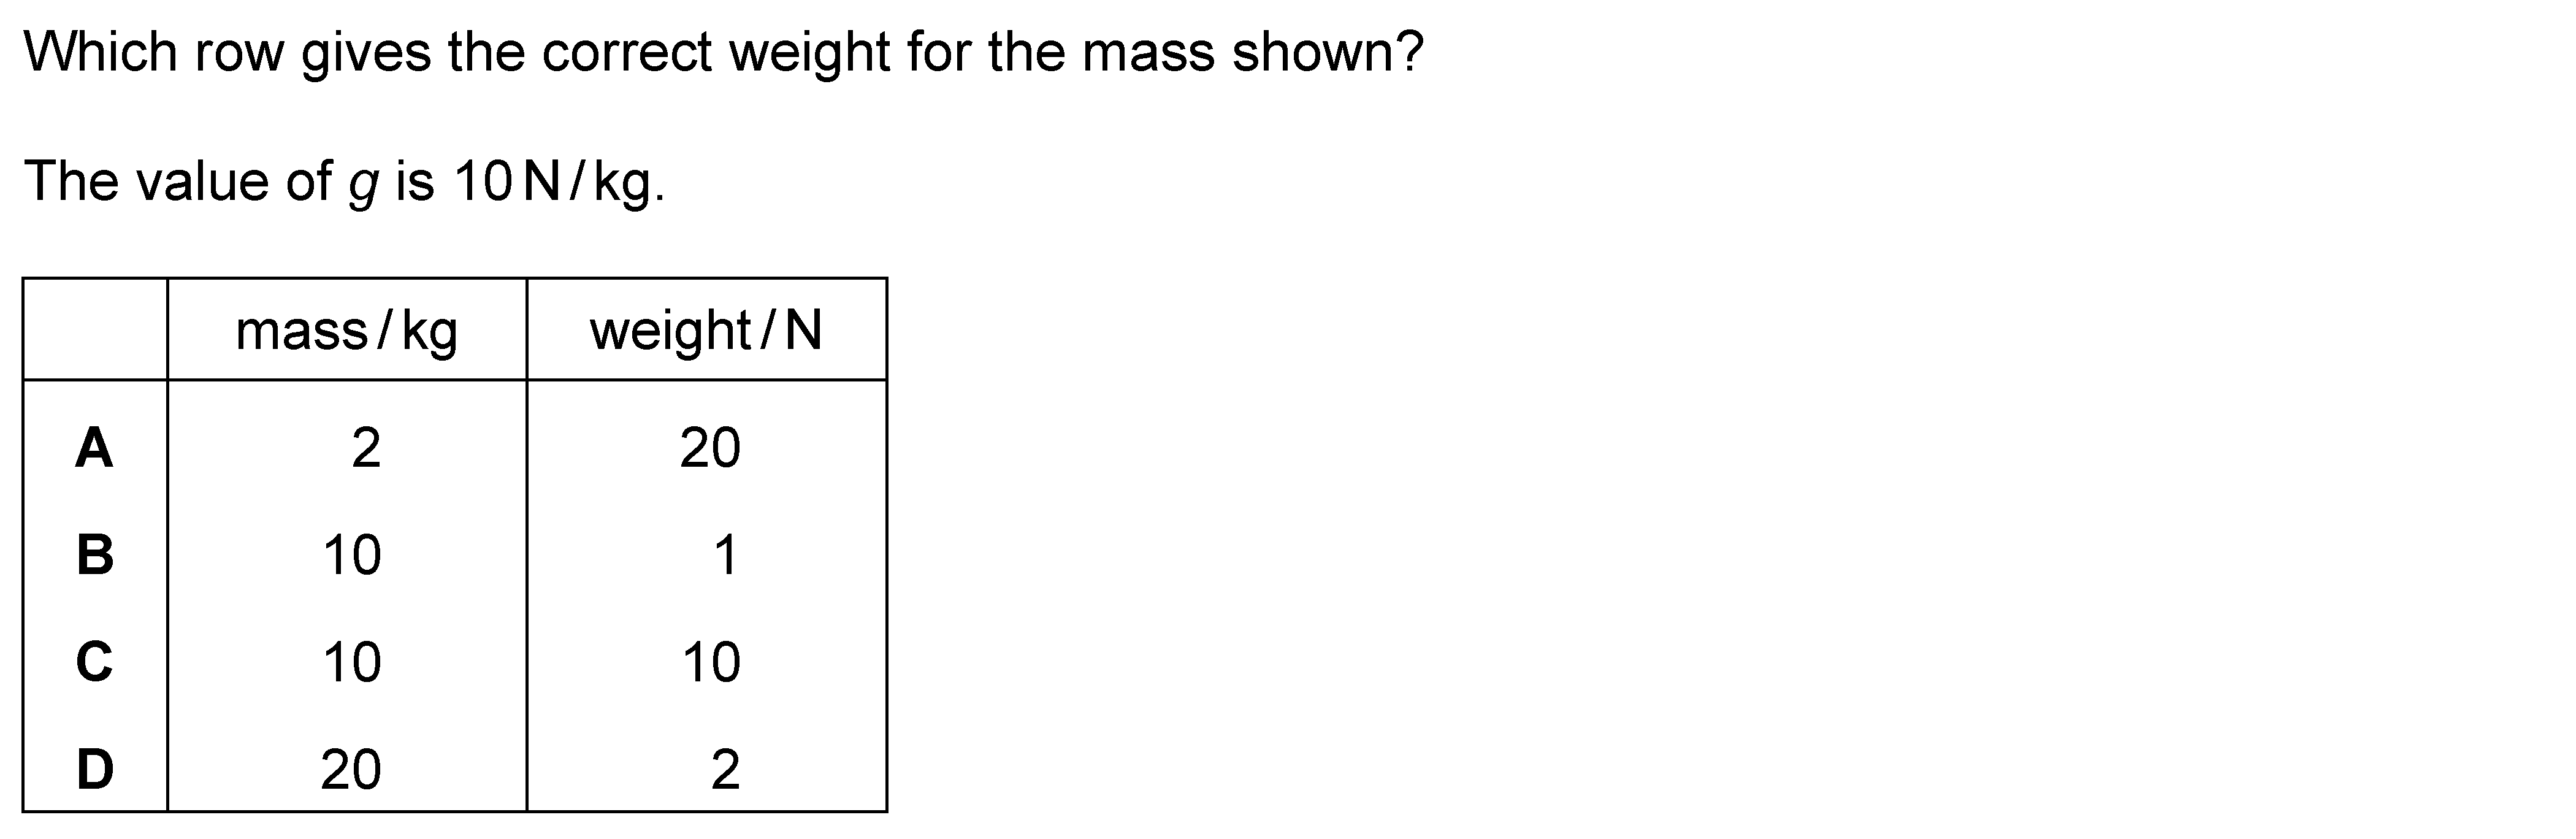 Which row gives the correct weight for the mass shown?
The value of g is 10 N / kg.
mass / kg weight / N
A 2 20
B 10 1
C 10 10
D 20 2